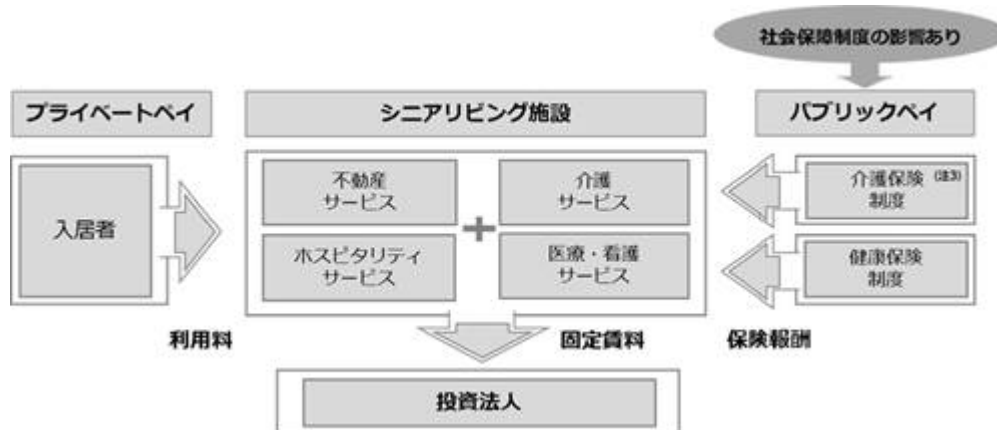 社会保障制度の影響あり
プライベートペイ
シニアリビング施設
パブリックペイ
入居者
不動産
サービス
介護
サービス
ホスピタリティ
サービス
医療・看護
サービス
介護保険 (注3)
制度
健康保険
制度
利用料
固定賃料
保険報酬
投資法人